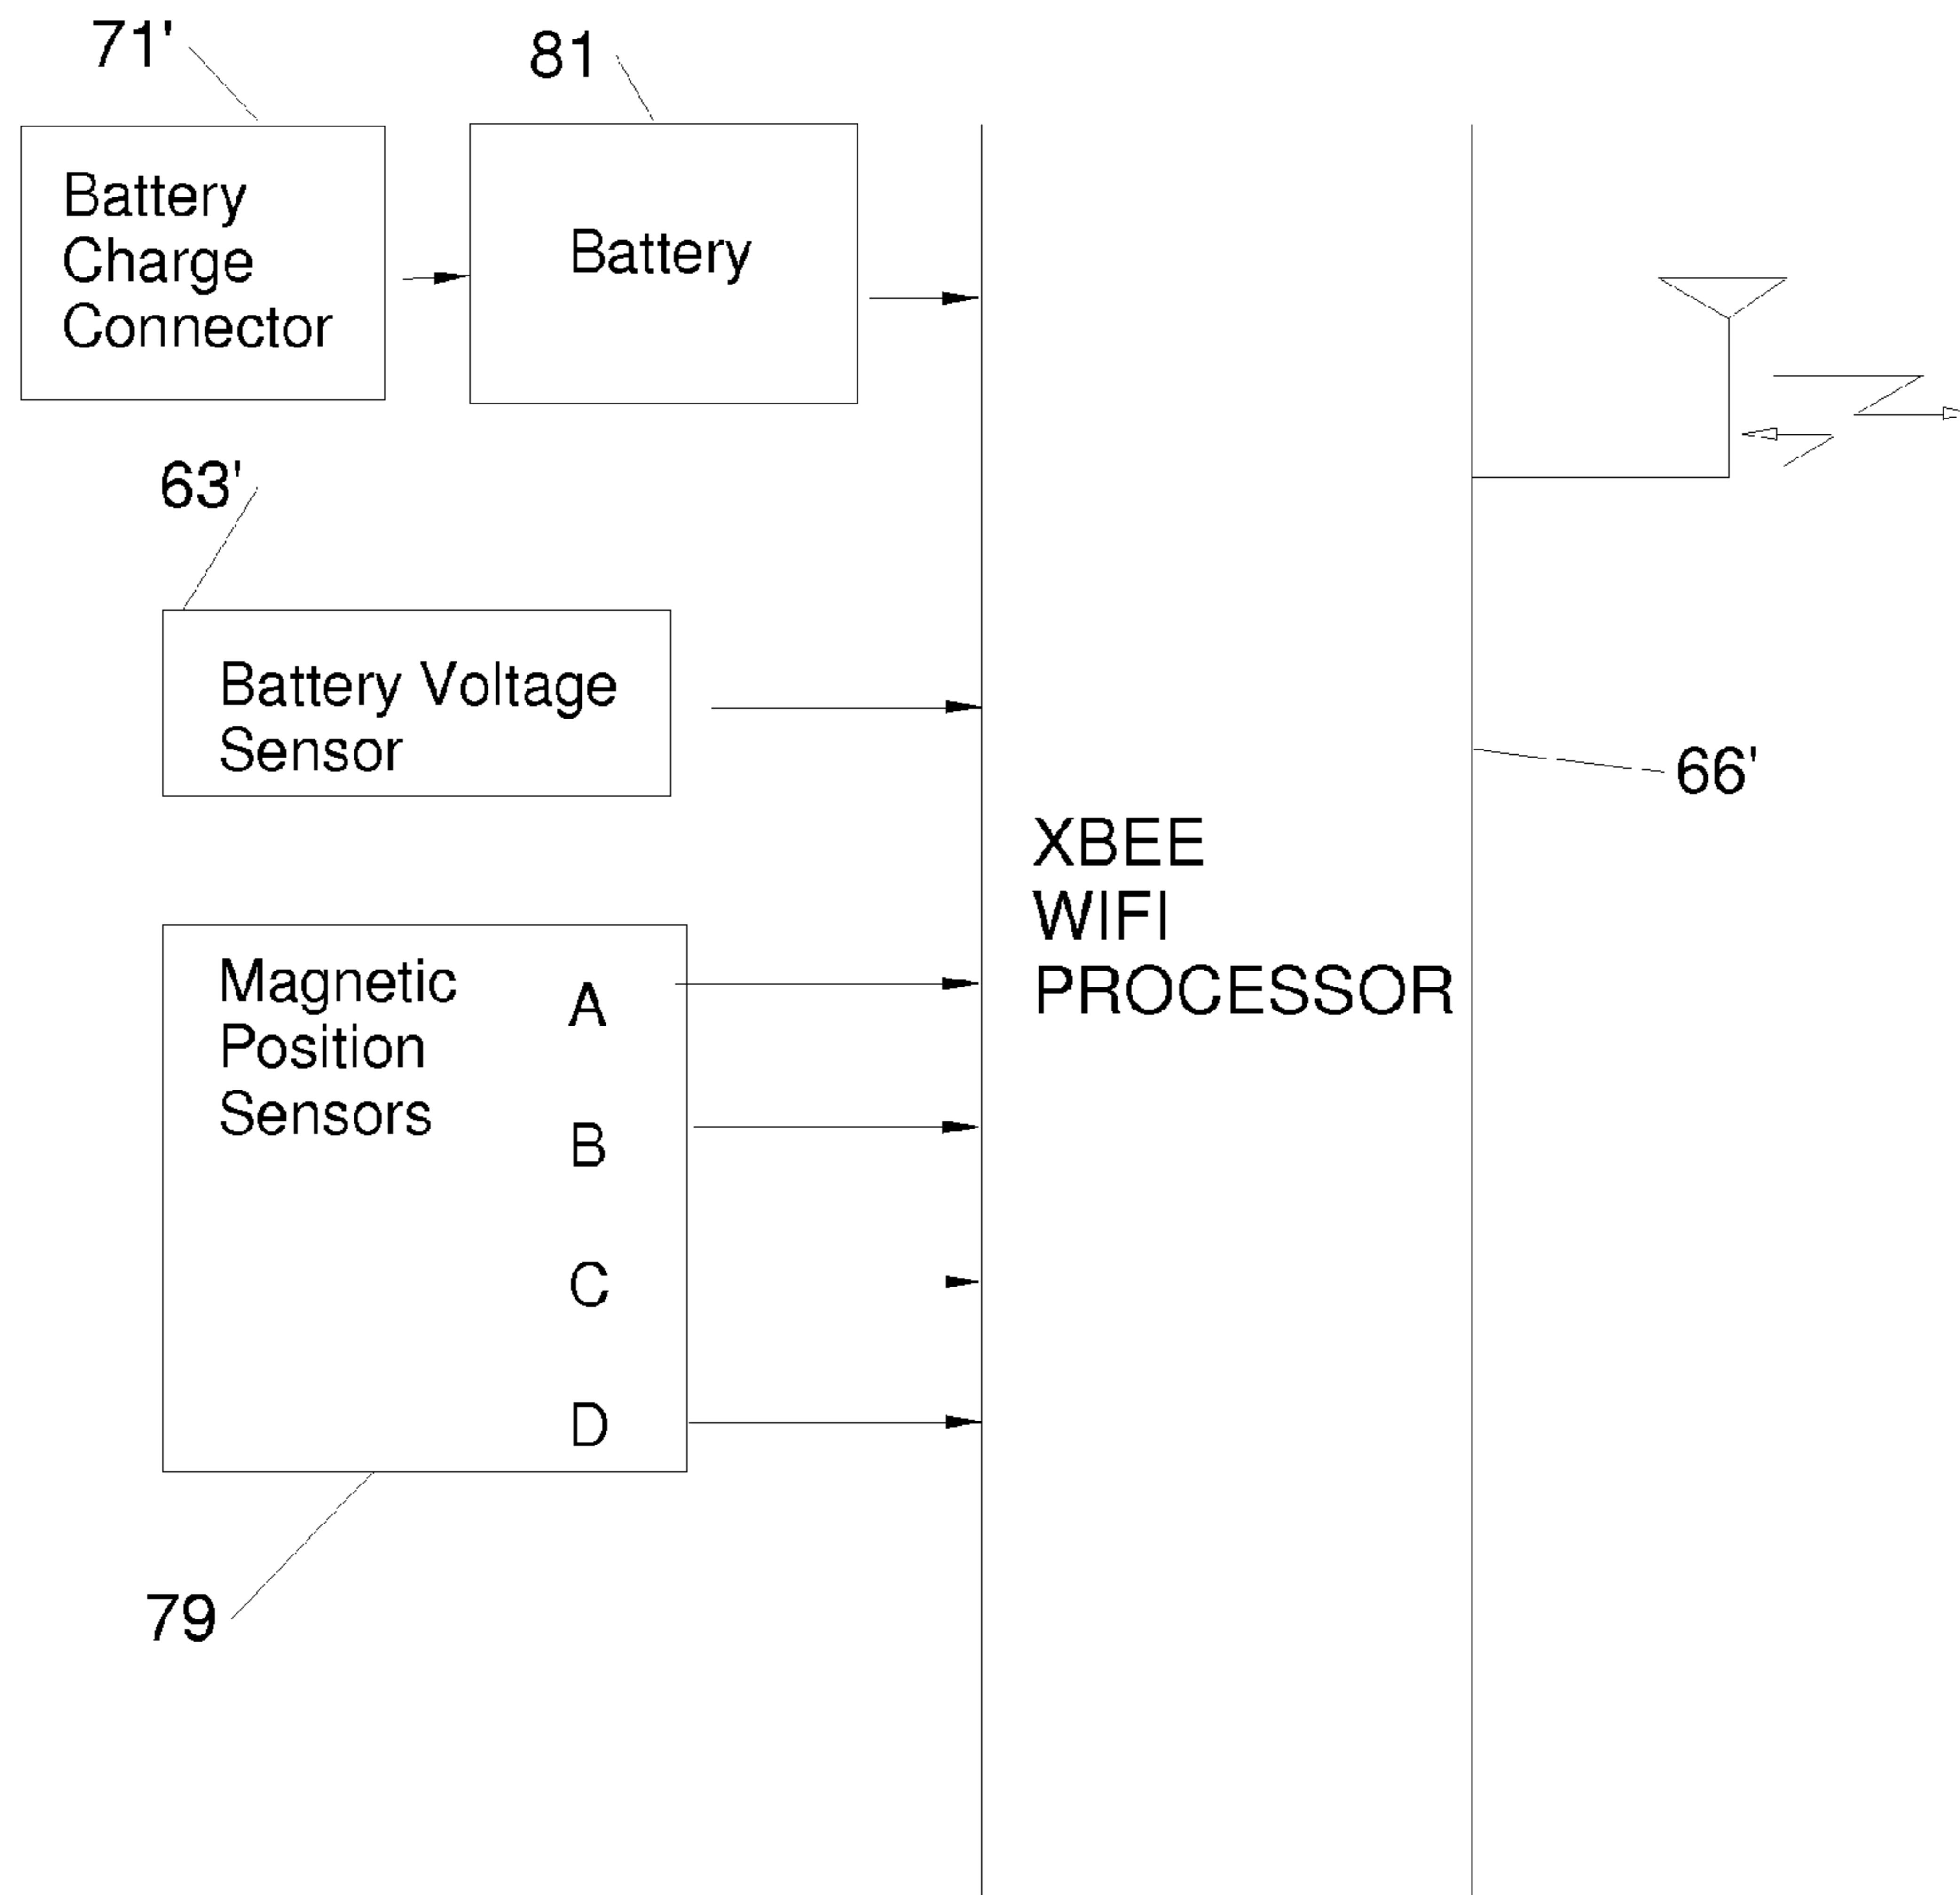 71'
81
Battery
Charge
Connector
Battery
63'
Battery Voltage
Sensor
66'
XBEE
WIFI
PROCESSOR
Magnetic
Position
Sensors
A
B
C
D
79